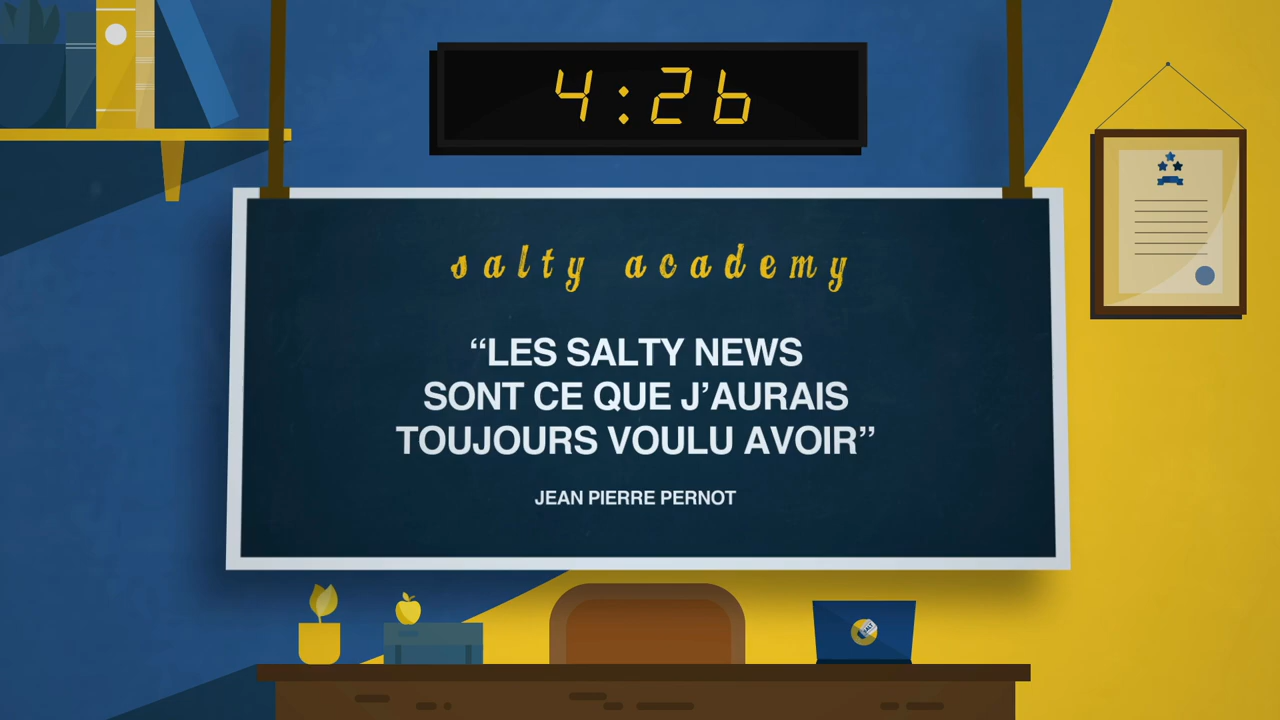 4:26
salty academy
“LES SALTY NEWS
SONT CE QUE J’AURAIS
TOUJOURS VOULU AVOIR”
JEAN PIERRE PERNOT